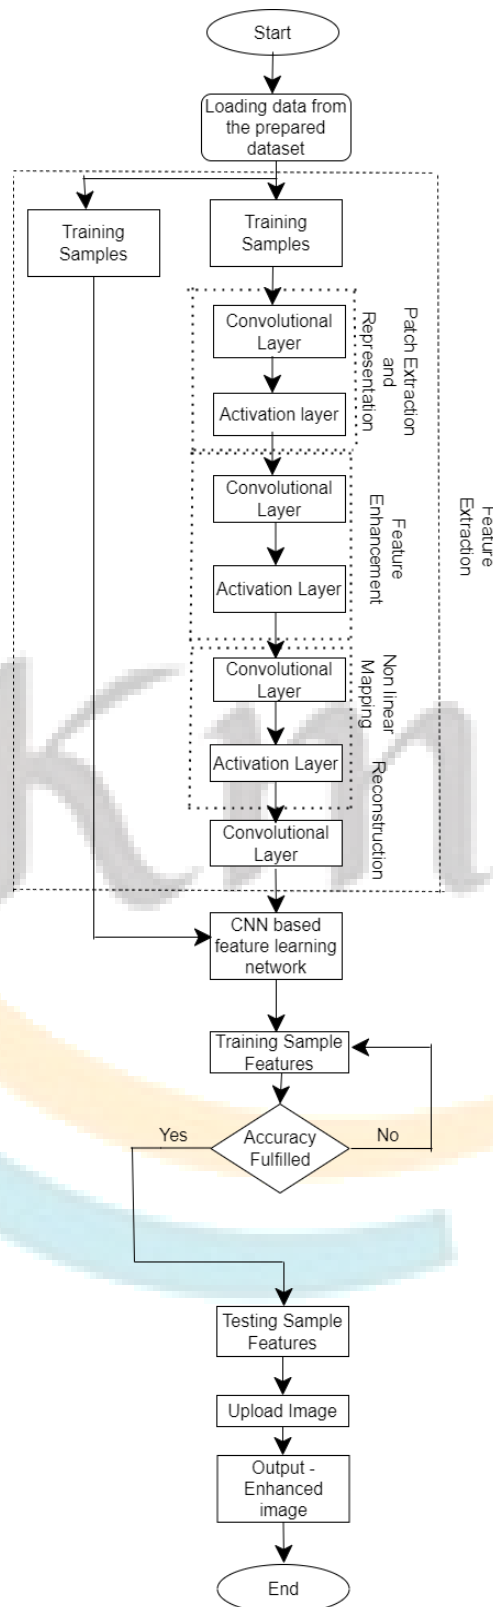 Start
Loading data from
the prepared
dataset
Training
Samples
Training
Samples
Convolutional
Layer
Activation layer
Patch Extraction
and
Representation
Convolutional
Layer
Activation Layer
Feature
Enhancement
Feature
Extraction
Convolutional
Layer
Activation Layer
Non linear
Mapping
Convolutional
Layer
Reconstruction
CNN based
feature learning
network
Training Sample
Features
Accuracy
Fulfilled
Yes
No
Testing Sample
Features
Upload Image
Output -
Enhanced
image
End